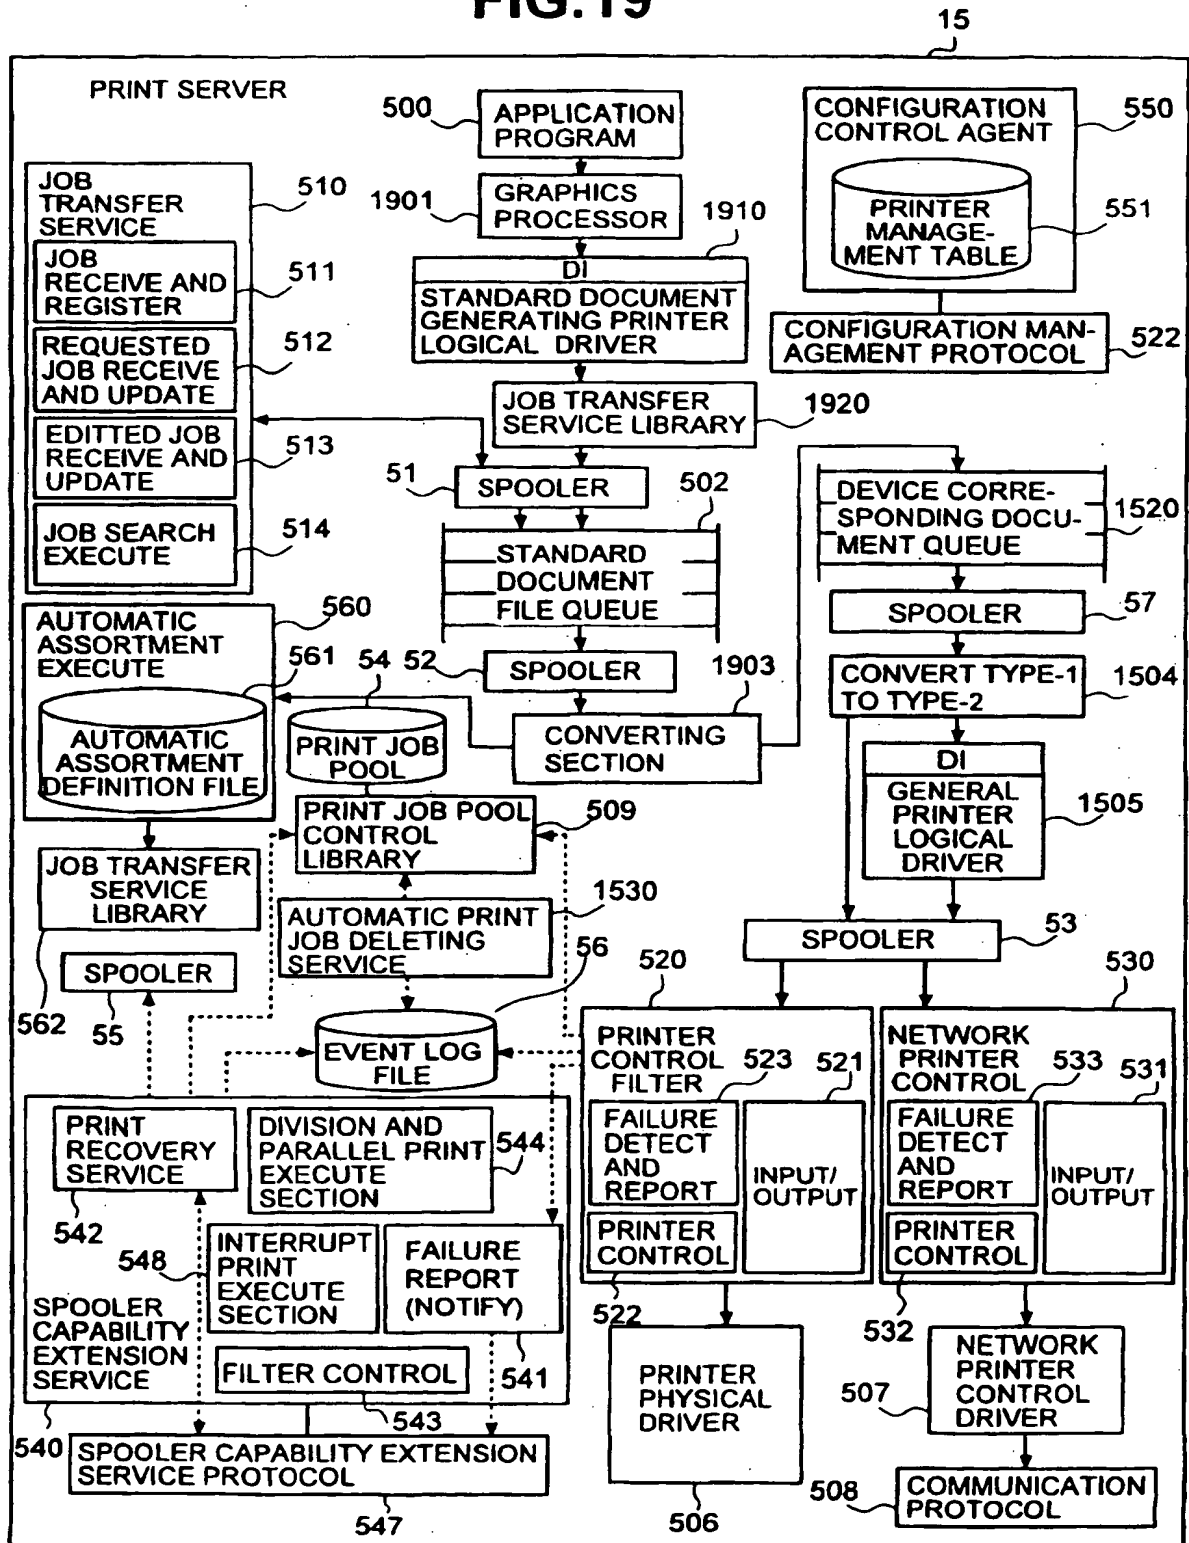 FIG.19
15
PRINT SERVER
500
APPLICATION
PROGRAM
1901
GRAPHICS
PROCESSOR
1910
DI
STANDARD DOCUMENT
GENERATING PRINTER
LOGICAL DRIVER
JOB TRANSFER
SERVICE LIBRARY
1920
CONFIGURATION
CONTROL AGENT
550
PRINTER
MANAGE-
MENT TABLE
551
CONFIGURATION MAN-
AGEMENT PROTOCOL
522
JOB
TRANSFER
SERVICE
510
JOB
RECEIVE AND
REGISTER
511
REQUESTED
JOB RECEIVE
AND UPDATE
512
EDITTED JOB
RECEIVE AND
UPDATE
513
JOB SEARCH
EXECUTE
514
51
SPOOLER
502
STANDARD
DOCUMENT
FILE QUEUE
52
SPOOLER
1903
CONVERTING
SECTION
DEVICE CORRE-
SPONDING DOCU-
MENT QUEUE
1520
SPOOLER
57
CONVERT TYPE-1
TO TYPE-2
1504
DI
GENERAL
PRINTER
LOGICAL
DRIVER
1505
SPOOLER
53
AUTOMATIC
ASSORTMENT
EXECUTE
560
561
AUTOMATIC
ASSORTMENT
DEFINITION FILE
54
PRINT JOB
POOL
PRINT JOB POOL
CONTROL
LIBRARY
509
JOB TRANSFER
SERVICE
LIBRARY
562
1530
AUTOMATIC PRINT
JOB DELETING
SERVICE
SPOOLER
55
56
EVENT LOG
FILE
520
PRINTER
CONTROL
FILTER
523
521
FAILURE
DETECT
AND
REPORT
INPUT/
OUTPUT
PRINTER
CONTROL
522
530
NETWORK
PRINTER
CONTROL
533
531
FAILURE
DETECT
AND
REPORT
INPUT/
OUTPUT
PRINTER
CONTROL
532
PRINT
RECOVERY
SERVICE
542
DIVISION AND
PARALLEL PRINT
EXECUTE
SECTION
544
548
INTERRUPT
PRINT
EXECUTE
SECTION
FAILURE
REPORT
(NOTIFY)
541
SPOOLER
CAPABILITY
EXTENSION
SERVICE
540
FILTER CONTROL
543
SPOOLER CAPABILITY EXTENSION
SERVICE PROTOCOL
547
PRINTER
PHYSICAL
DRIVER
506
507
NETWORK
PRINTER
CONTROL
DRIVER
508
COMMUNICATION
PROTOCOL